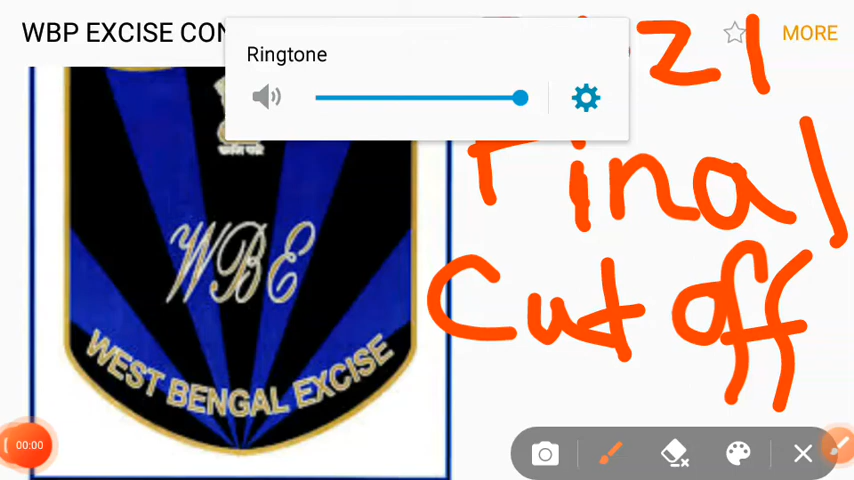 WBP EXCISE CON
Ringtone
MORE
21
Final
Cut off
WBE
WEST BENGAL EXCISE
00:00